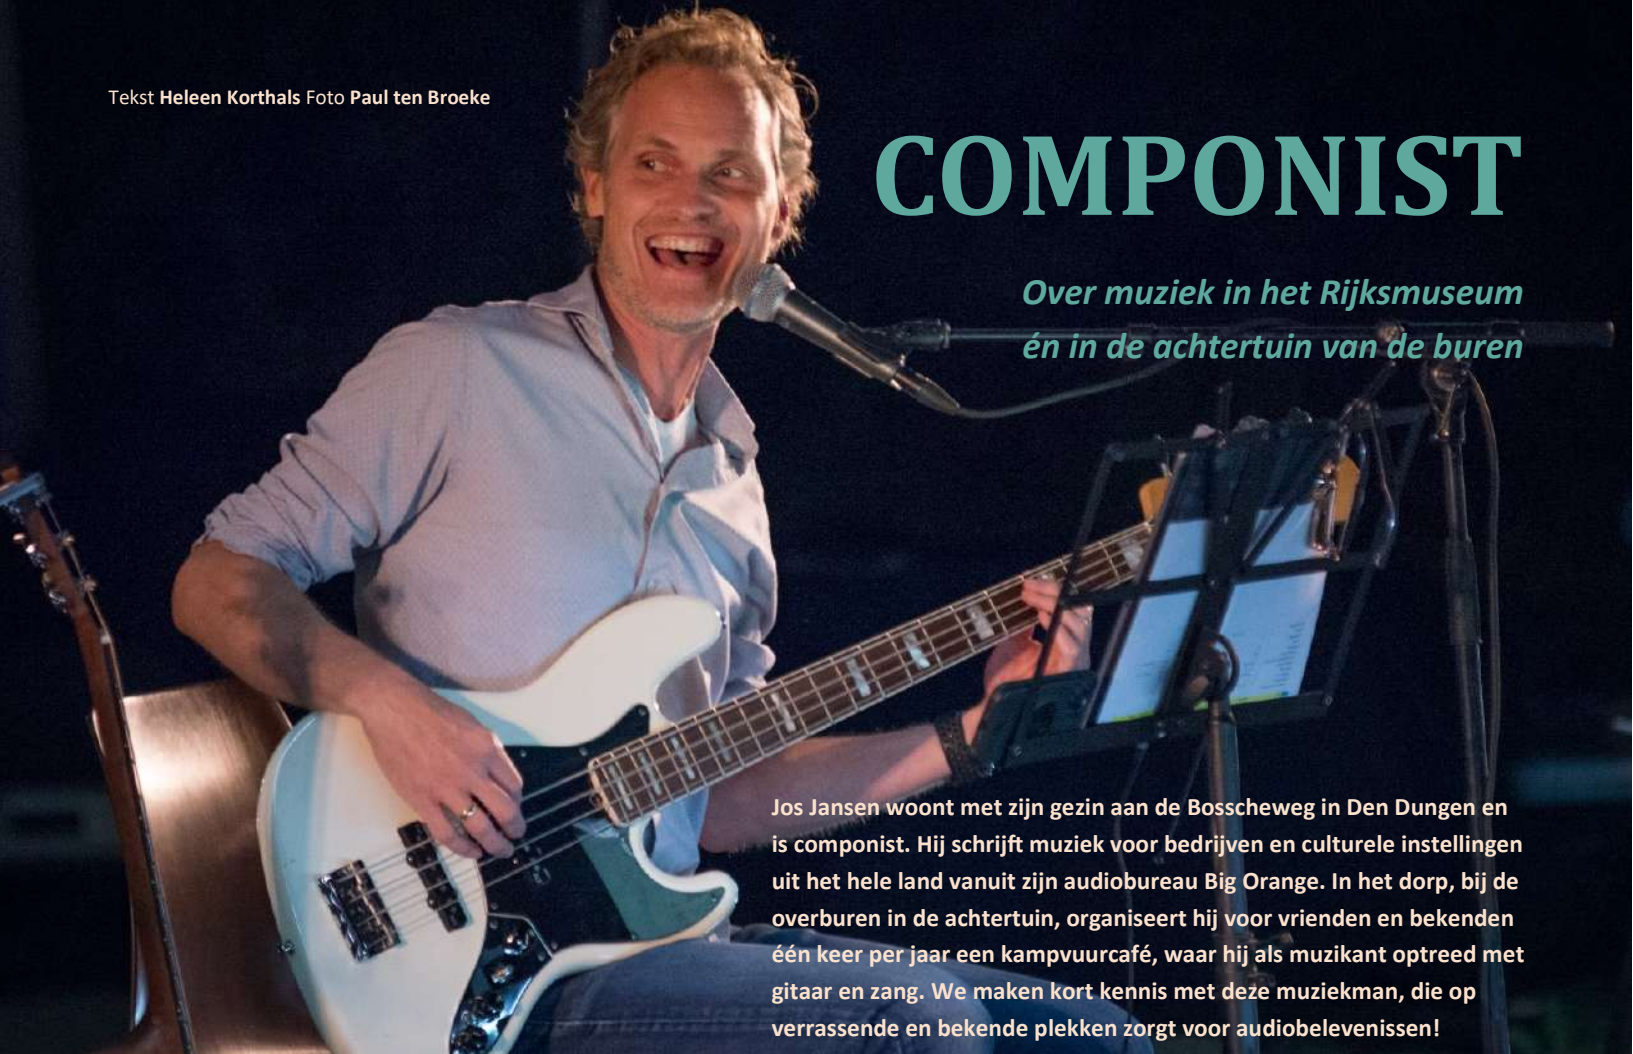 Tekst Heleen Korthals Foto Paul ten Broeke
COMPONIST
Over muziek in het Rijksmuseum
én in de achtertuin van de buren
Jos Jansen woont met zijn gezin aan de Bosscheweg in Den Dungen en
is componist. Hij schrijft muziek voor bedrijven en culturele instellingen
uit het hele land vanuit zijn audiobureau Big Orange. In het dorp, bij de
overburen in de achtertuin, organiseert hij voor vrienden en bekenden
één keer per jaar een kampvuurcafé, waar hij als muzikant optreed met
gitaar en zang. We maken kort kennis met deze muziekman, die op
verrassende en bekende plekken zorgt voor audiobelevenissen!